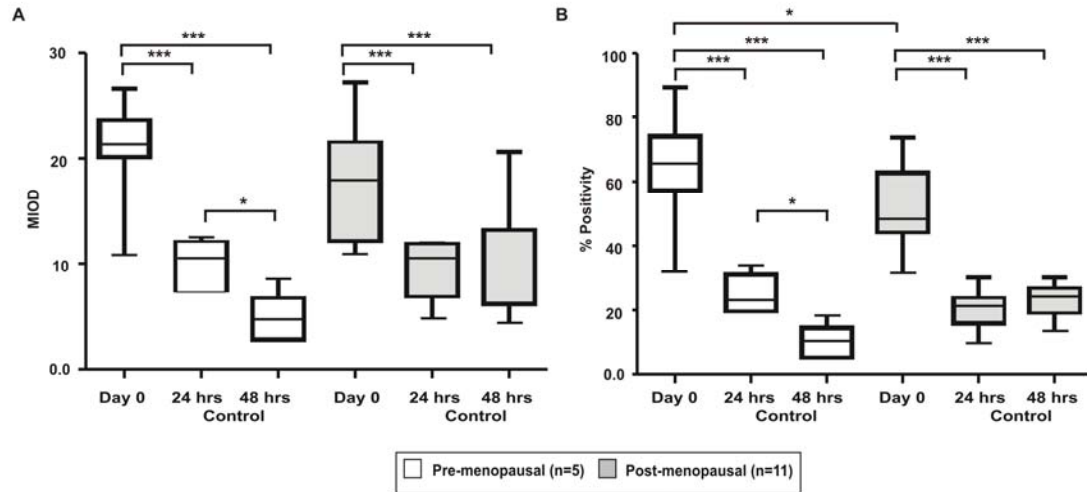 A
***
***
***
***
*
MIOD
30
20
10
0.0
Day 0 24 hrs 48 hrs Day 0 24 hrs 48 hrs
Control Control
B
*
***
***
***
***
*
% Positivity
100
80
60
40
20
0.0
Day 0 24 hrs 48 hrs Day 0 24 hrs 48 hrs
Control Control
Pre-menopausal (n=5) Post-menopausal (n=11)